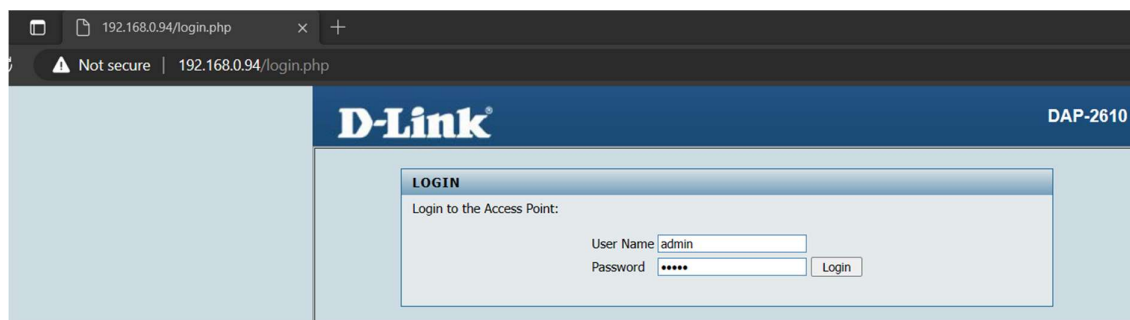 192.168.0.94/login.php
Not secure | 192.168.0.94/login.php
D-Link®
DAP-2610
LOGIN
Login to the Access Point:
User Name admin
Password ••••• Login